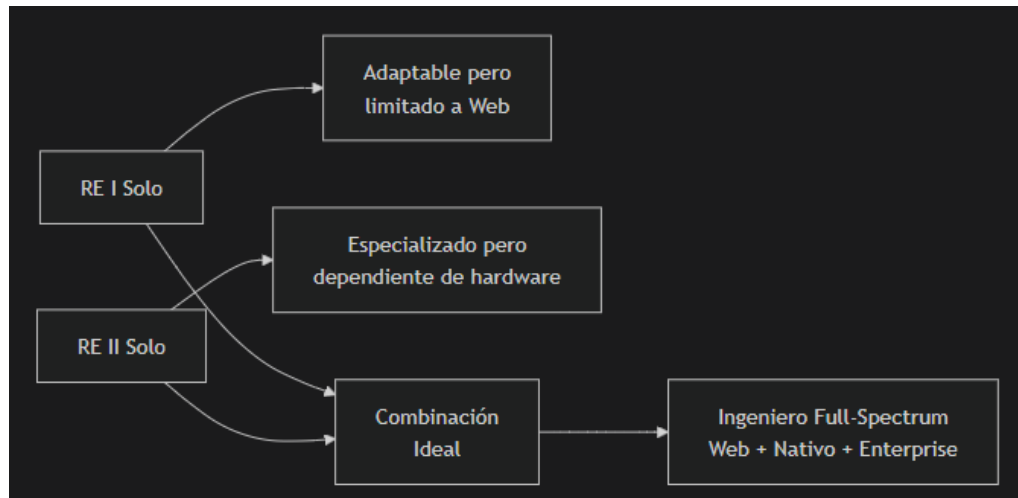 Adaptable pero
limitado a Web
RE I Solo
Especializado pero
dependiente de hardware
RE II Solo
Combinación
Ideal
Ingeniero Full-Spectrum
Web + Nativo + Enterprise